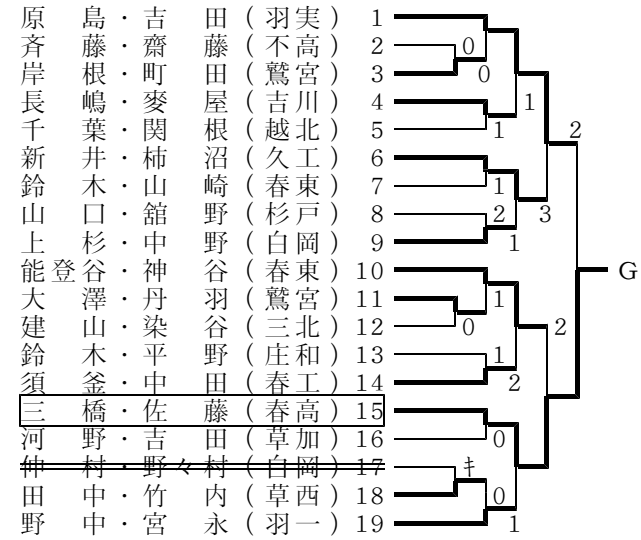 原島・吉田(羽実) 1
斉藤・齋藤(不高) 2 0
岸根・町田(鷲宮) 3 0
長嶋・麥屋(吉川) 4 1
千葉・関根(越北) 5 1 2
新井・柿沼(久工) 6
鈴木・山崎(春東) 7 1
山口・舘野(杉戸) 8 2 3
上杉・中野(白岡) 9 1
能登谷・神谷(春東) 10 G
大澤・丹羽(鷲宮) 11 1
建山・染谷(三北) 12 0 2
鈴木・平野(庄和) 13 1
須釜・中田(春工) 14 2
三橋・佐藤(春高) 15
河野・吉田(草加) 16 0
仲村・野々村(白岡) 17 キ
田中・竹内(草西) 18 0
野中・宮永(羽一) 19 1